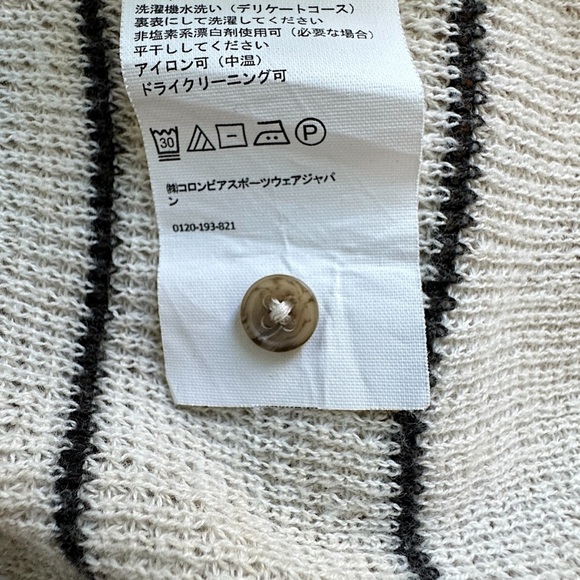 洗濯機水洗い（デリケートコース）
裏表にして洗濯してください
非塩素系漂白剤使用可（必要な場合）
平干ししてください
アイロン可（中温）
ドライクリーニング可
30
P
㈱コロンビアスポーツウェアジャパ
ン
0120-193-821